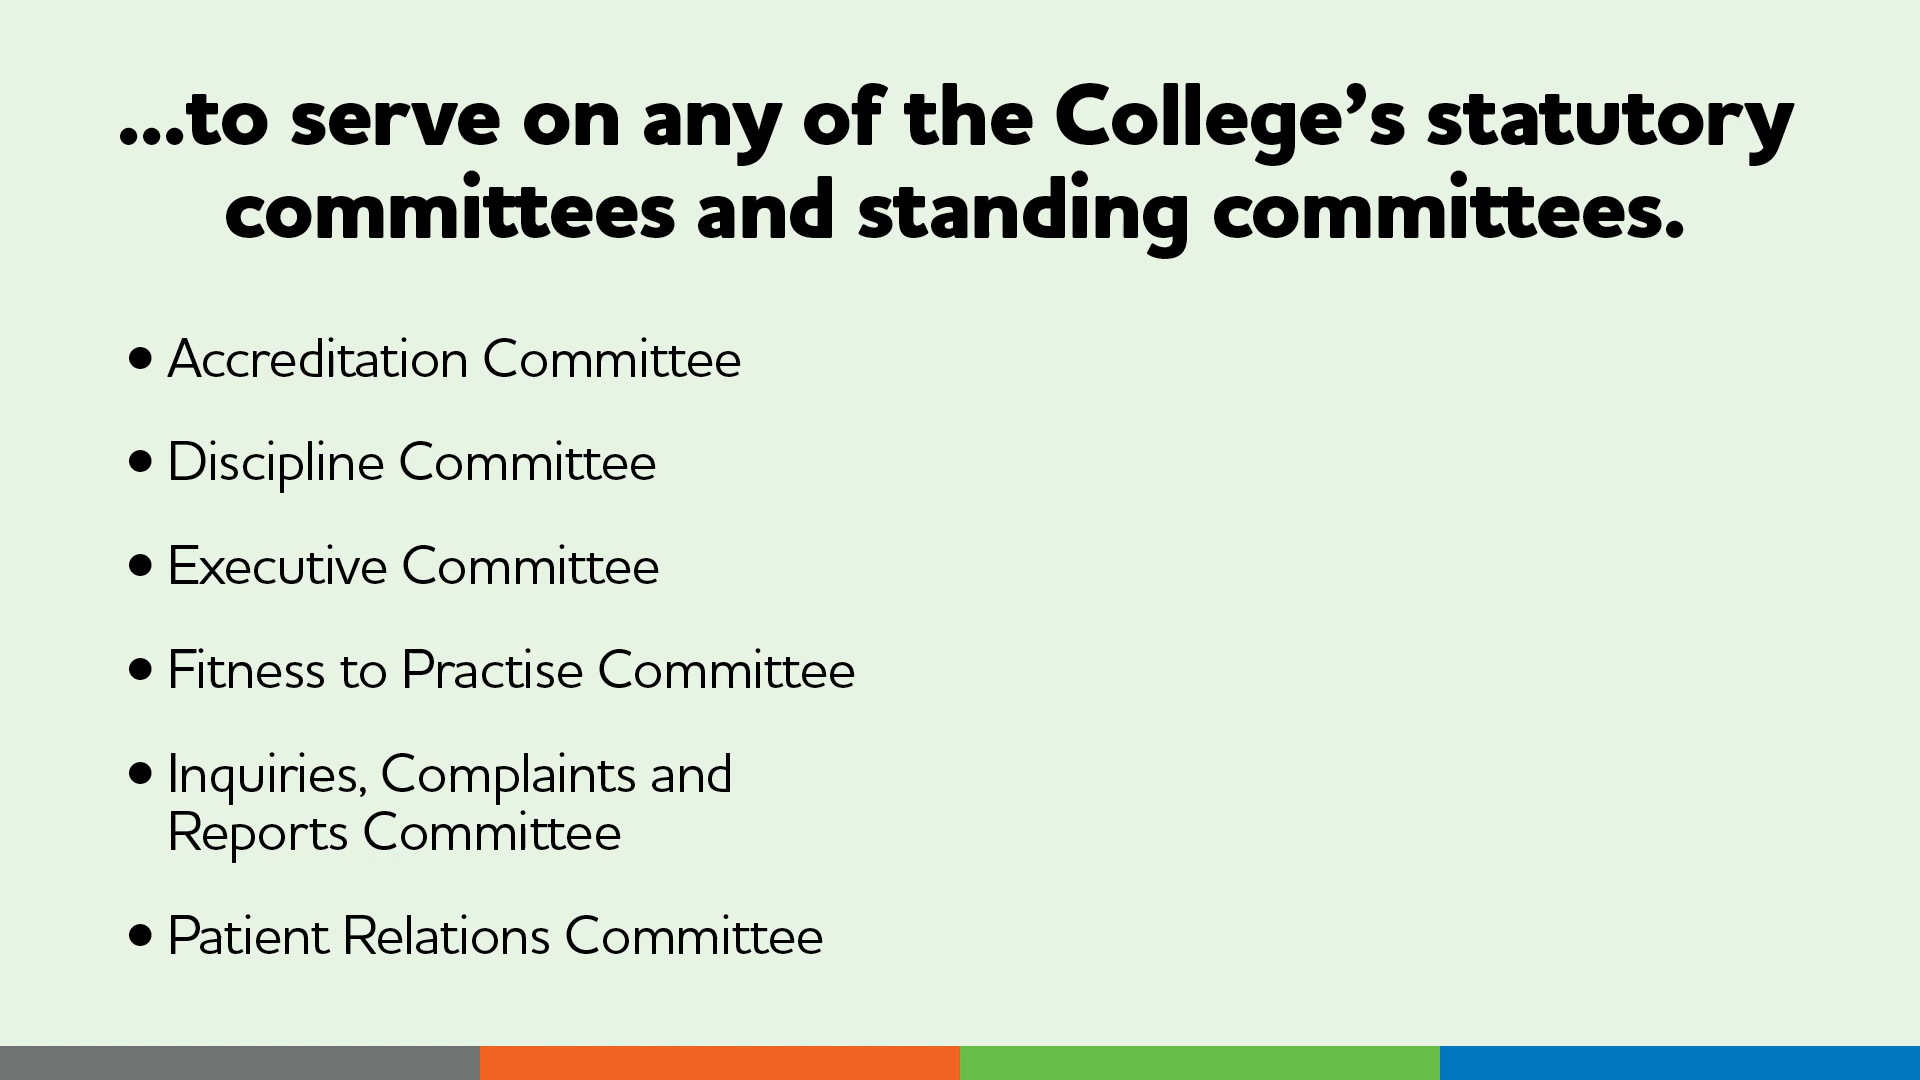 ...to serve on any of the College’s statutory
committees and standing committees.
• Accreditation Committee
• Discipline Committee
• Executive Committee
• Fitness to Practise Committee
• Inquiries, Complaints and
Reports Committee
• Patient Relations Committee